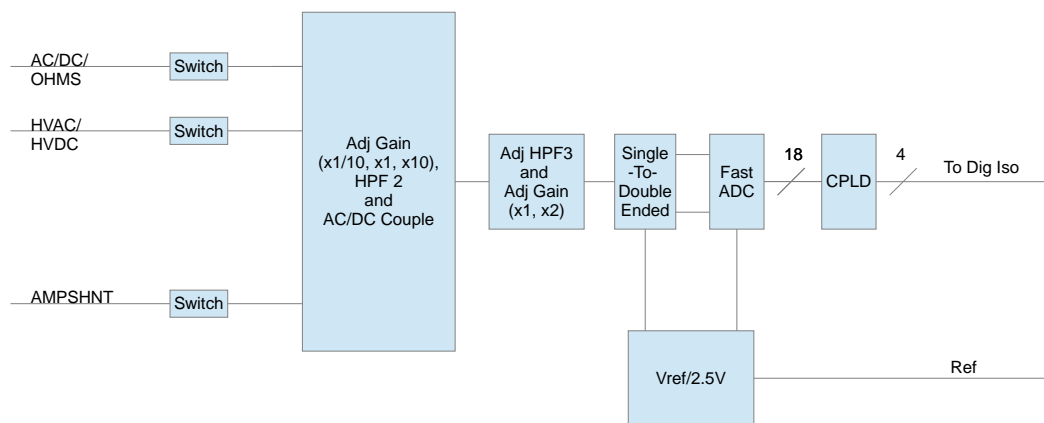 AC/DC/
OHMS
Switch
HVAC/
HVDC
Switch
AMPSHNT
Switch
Adj Gain
(x1/10, x1, x10),
HPF 2
and
AC/DC Couple
Adj HPF3
and
Adj Gain
(x1, x2)
Single
-To-
Double
Ended
Fast
ADC
18
CPLD
4
To Dig Iso
Vref/2.5V
Ref